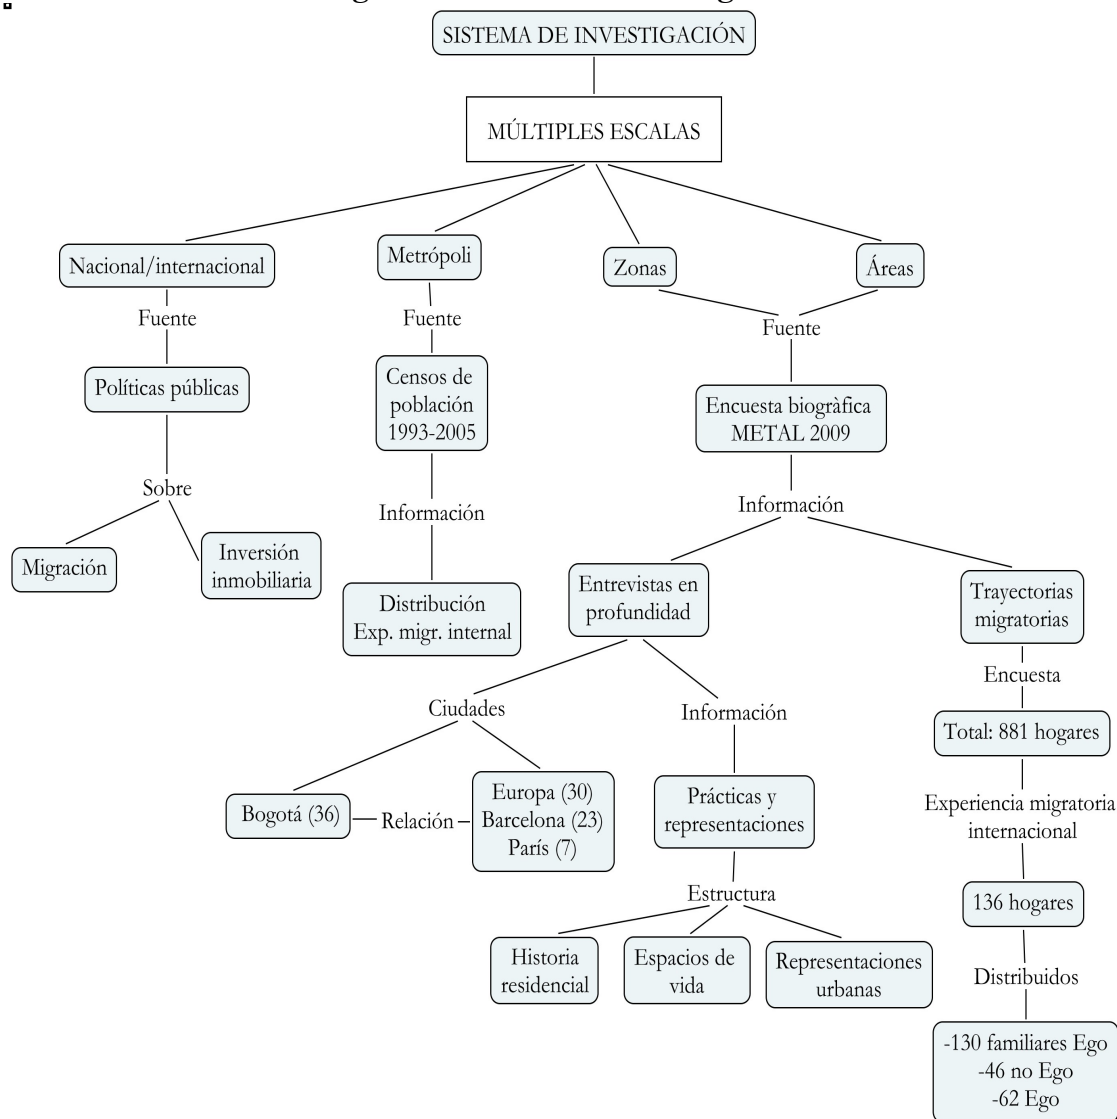 SISTEMA DE INVESTIGACIÓN
MÚLTIPLES ESCALAS
Nacional/internacional
Metrópoli
Zonas
Áreas
Fuente
Fuente
Fuente
Políticas públicas
Censos de
población
1993-2005
Encuesta biogràfica
METAL 2009
Sobre
Información
Información
Migración
Inversión
inmobiliaria
Distribución
Exp. migr. internal
Entrevistas en
profundidad
Trayectorias
migratorias
Encuesta
Ciudades
Información
Total: 881 hogares
Bogotá (36)
Relación
Europa (30)
Barcelona (23)
París (7)
Prácticas y
representaciones
Experiencia migratoria
internacional
Estructura
136 hogares
Historia
residencial
Espacios de
vida
Representaciones
urbanas
Distribuidos
-130 familiares Ego
-46 no Ego
-62 Ego